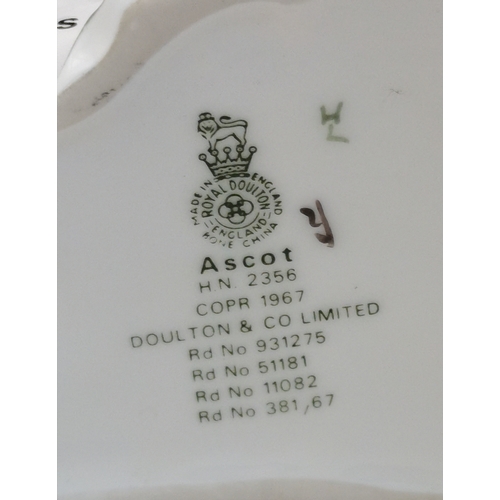 s
H
L
MADE IN ENGLAND
ROYAL DOULTON
ENGLAND
BONE CHINA
y
Ascot
H.N. 2356
COPR 1967
DOULTON & CO LIMITED
Rd No 931275
Rd No 51181
Rd No 11082
Rd No 381,67